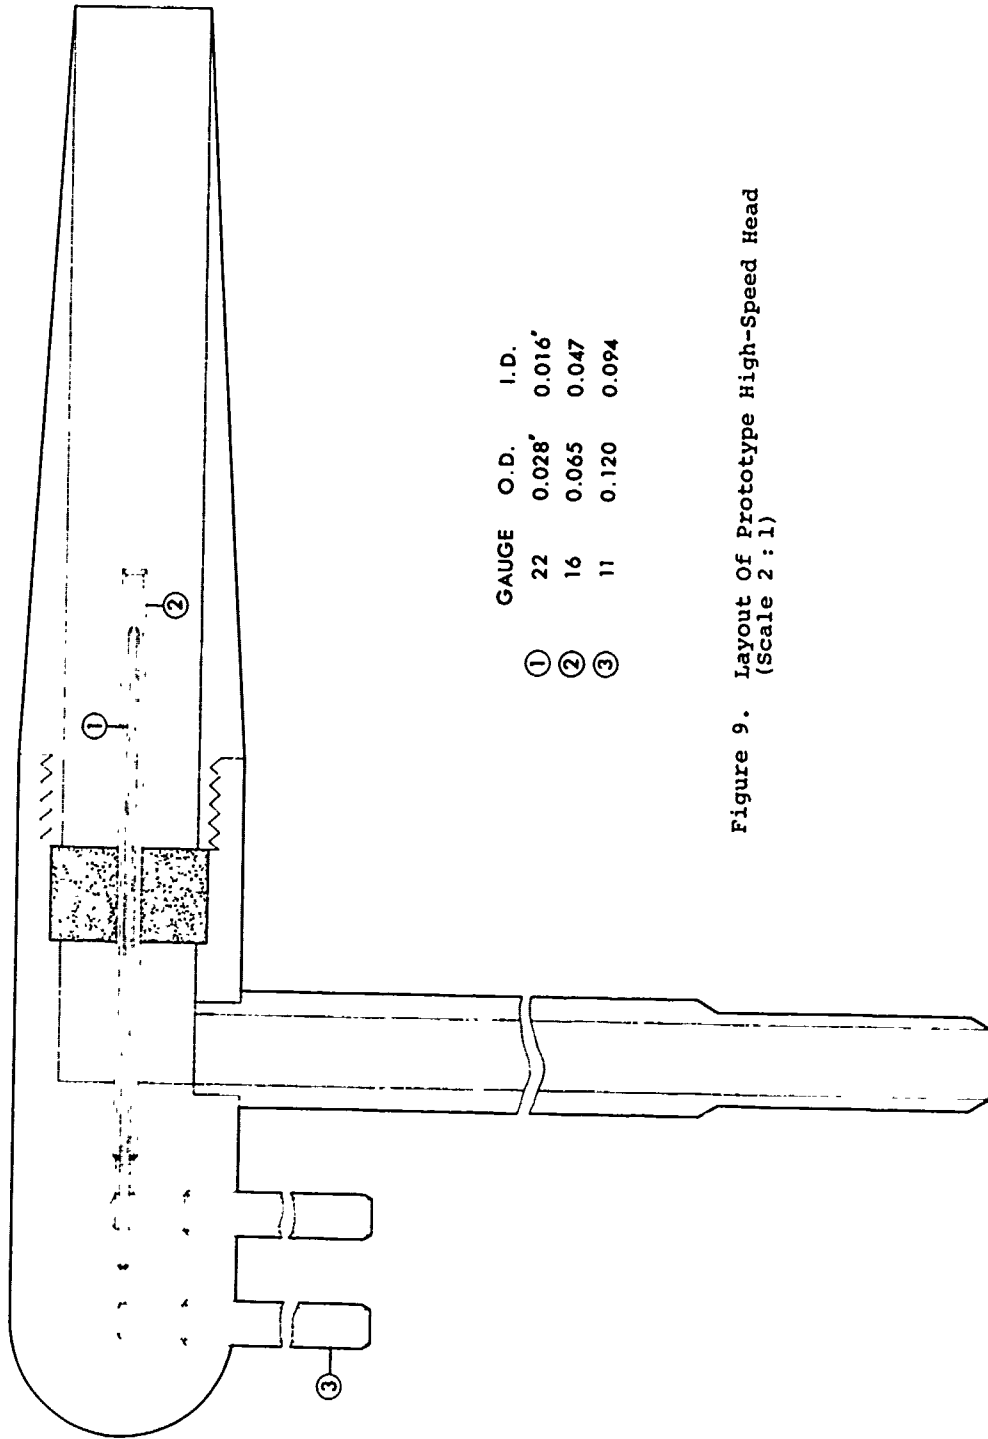 ①
②
③
GAUGE O.D. I.D.
① 22 0.028" 0.016"
② 16 0.065 0.047
③ 11 0.120 0.094
Figure 9. Layout Of Prototype High-Speed Head
(Scale 2 : 1)